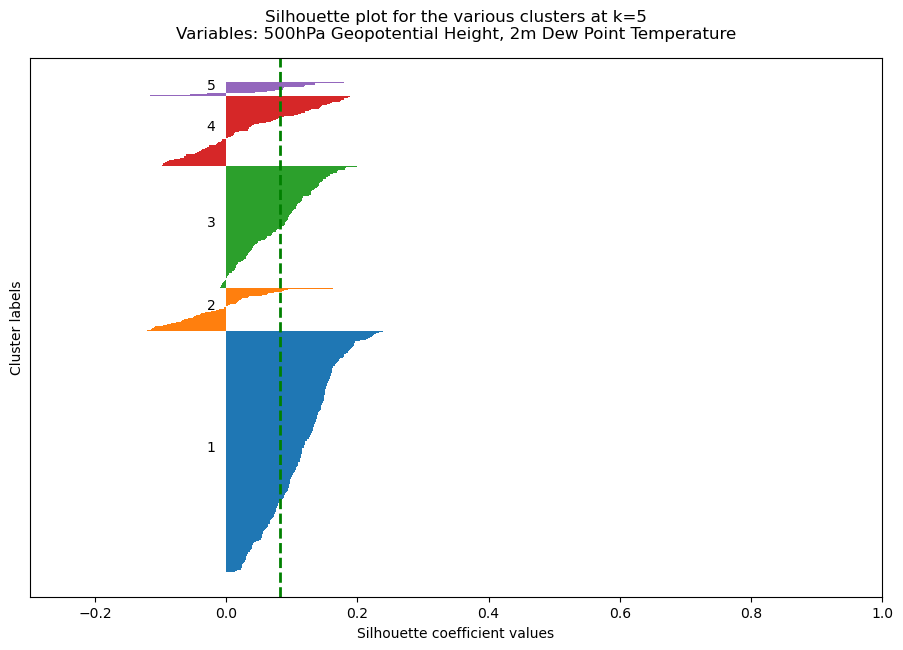 Silhouette plot for the various clusters at k=5
Variables: 500hPa Geopotential Height, 2m Dew Point Temperature
Cluster labels
5
4
3
2
1
−0.2 0.0 0.2 0.4 0.6 0.8 1.0
Silhouette coefficient values